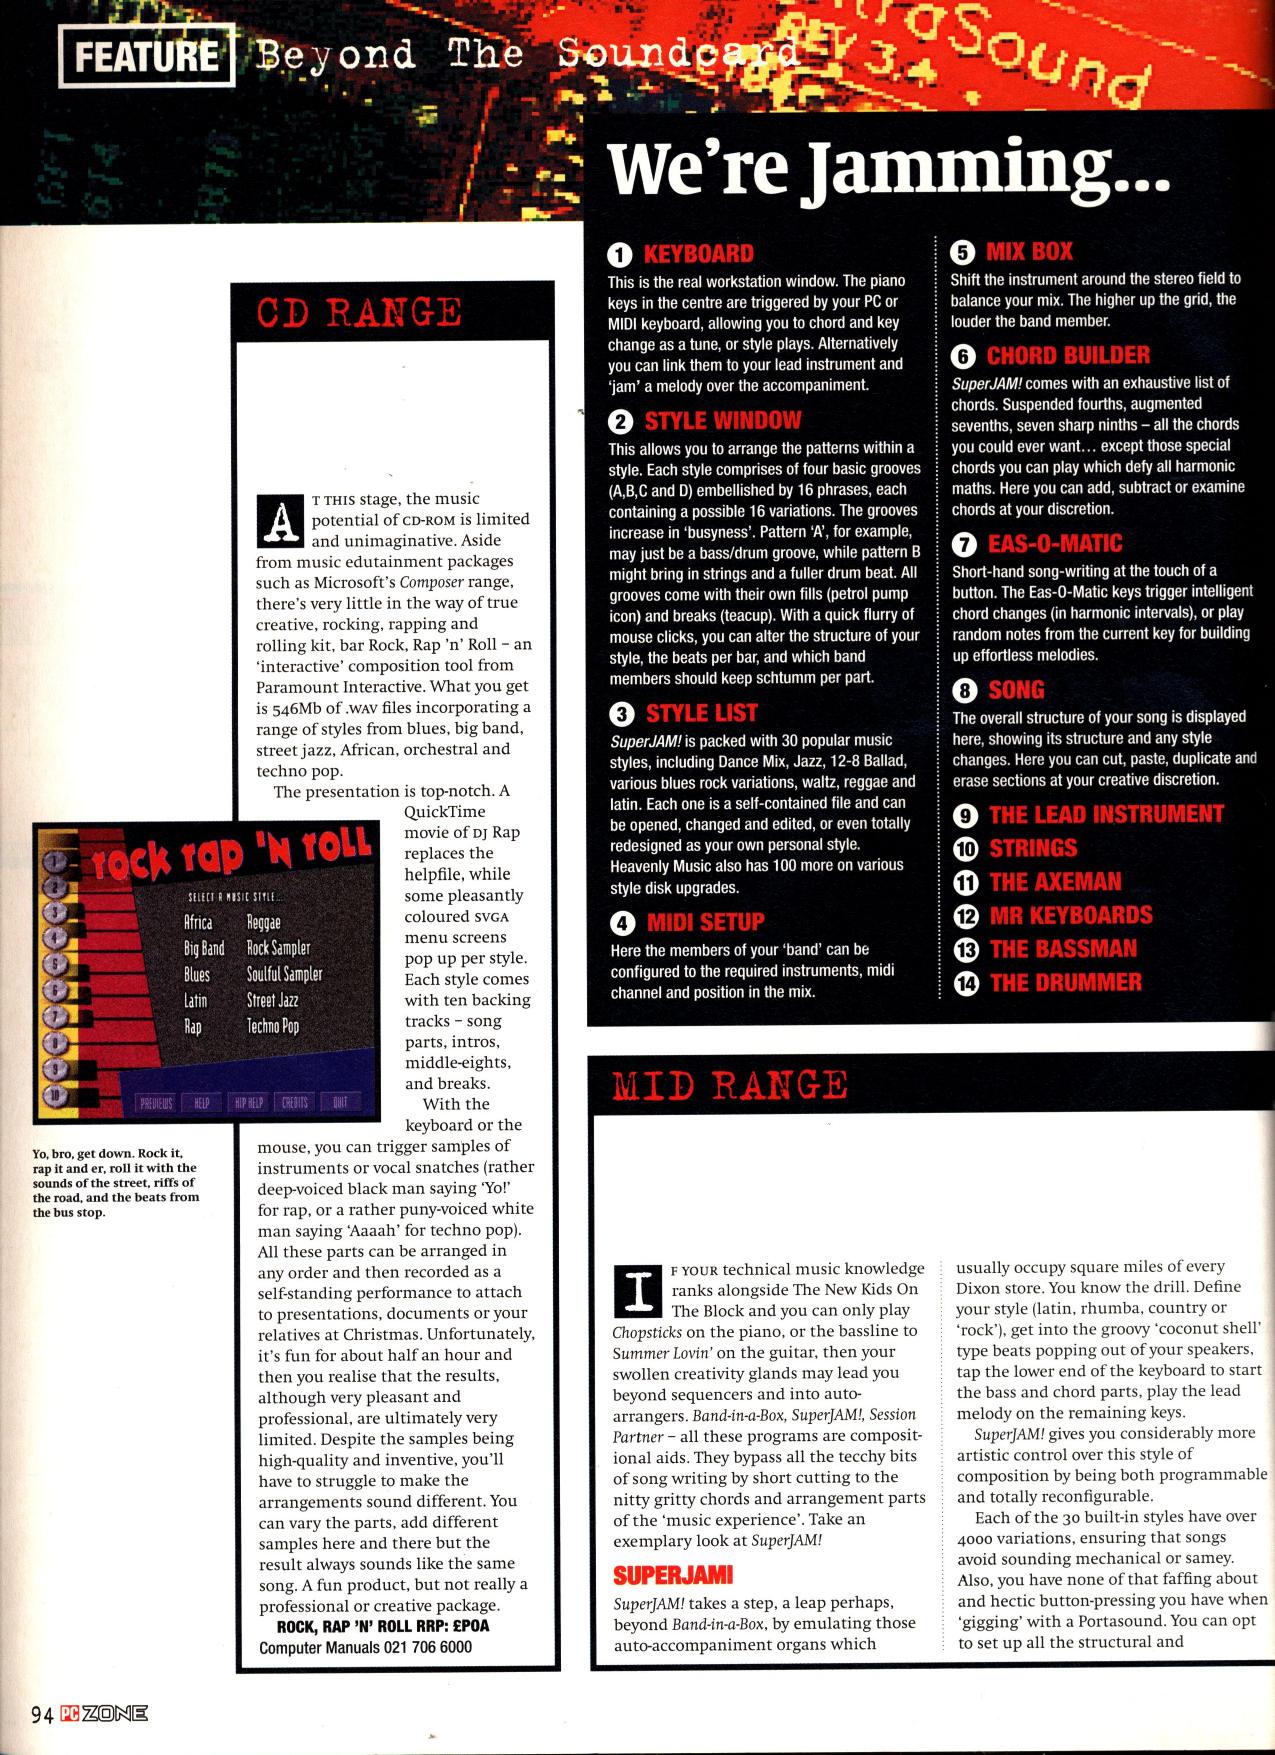 FEATURE
Beyond The Soundcard
traSound
REV 3.4
CD RANGE
AT THIS stage, the music
potential of CD-ROM is limited
and unimaginative. Aside
from music edutainment packages
such as Microsoft's Composer range,
there's very little in the way of true
creative, rocking, rapping and
rolling kit, bar Rock, Rap 'n' Roll – an
'interactive' composition tool from
Paramount Interactive. What you get
is 546Mb of .WAV files incorporating a
range of styles from blues, big band,
street jazz, African, orchestral and
techno pop.
The presentation is top-notch. A
QuickTime
movie of DJ Rap
replaces the
helpfile, while
some pleasantly
coloured SVGA
menu screens
pop up per style.
Each style comes
with ten backing
tracks – song
parts, intros,
middle-eights,
and breaks.
With the
keyboard or the
mouse, you can trigger samples of
instruments or vocal snatches (rather
deep-voiced black man saying 'Yo!'
for rap, or a rather puny-voiced white
man saying 'Aaaah' for techno pop).
All these parts can be arranged in
any order and then recorded as a
self-standing performance to attach
to presentations, documents or your
relatives at Christmas. Unfortunately,
it's fun for about half an hour and
then you realise that the results,
although very pleasant and
professional, are ultimately very
limited. Despite the samples being
high-quality and inventive, you'll
have to struggle to make the
arrangements sound different. You
can vary the parts, add different
samples here and there but the
result always sounds like the same
song. A fun product, but not really a
professional or creative package.
ROCK, RAP 'N' ROLL RRP: £POA
Computer Manuals 021 706 6000
rock rap 'N roll
SELECT A MUSIC STYLE...
Africa Reggae
Big Band Rock Sampler
Blues Soulful Sampler
Latin Street Jazz
Rap Techno Pop
1
2
3
4
5
6
7
8
9
10
PREVIEWS HELP HIP HELP CREDITS QUIT
Yo, bro, get down. Rock it,
rap it and er, roll it with the
sounds of the street, riffs of
the road, and the beats from
the bus stop.
We're Jamming...
1 KEYBOARD
This is the real workstation window. The piano
keys in the centre are triggered by your PC or
MIDI keyboard, allowing you to chord and key
change as a tune, or style plays. Alternatively
you can link them to your lead instrument and
'jam' a melody over the accompaniment.
2 STYLE WINDOW
This allows you to arrange the patterns within a
style. Each style comprises of four basic grooves
(A,B,C and D) embellished by 16 phrases, each
containing a possible 16 variations. The grooves
increase in 'busyness'. Pattern 'A', for example,
may just be a bass/drum groove, while pattern B
might bring in strings and a fuller drum beat. All
grooves come with their own fills (petrol pump
icon) and breaks (teacup). With a quick flurry of
mouse clicks, you can alter the structure of your
style, the beats per bar, and which band
members should keep schtumm per part.
3 STYLE LIST
SuperJAM! is packed with 30 popular music
styles, including Dance Mix, Jazz, 12-8 Ballad,
various blues rock variations, waltz, reggae and
latin. Each one is a self-contained file and can
be opened, changed and edited, or even totally
redesigned as your own personal style.
Heavenly Music also has 100 more on various
style disk upgrades.
4 MIDI SETUP
Here the members of your 'band' can be
configured to the required instruments, midi
channel and position in the mix.
5 MIX BOX
Shift the instrument around the stereo field to
balance your mix. The higher up the grid, the
louder the band member.
6 CHORD BUILDER
SuperJAM! comes with an exhaustive list of
chords. Suspended fourths, augmented
sevenths, seven sharp ninths – all the chords
you could ever want... except those special
chords you can play which defy all harmonic
maths. Here you can add, subtract or examine
chords at your discretion.
7 EAS-O-MATIC
Short-hand song-writing at the touch of a
button. The Eas-O-Matic keys trigger intelligent
chord changes (in harmonic intervals), or play
random notes from the current key for building
up effortless melodies.
8 SONG
The overall structure of your song is displayed
here, showing its structure and any style
changes. Here you can cut, paste, duplicate and
erase sections at your creative discretion.
9 THE LEAD INSTRUMENT
10 STRINGS
11 THE AXEMAN
12 MR KEYBOARDS
13 THE BASSMAN
14 THE DRUMMER
MID RANGE
IF YOUR technical music knowledge
ranks alongside The New Kids On
The Block and you can only play
Chopsticks on the piano, or the bassline to
Summer Lovin' on the guitar, then your
swollen creativity glands may lead you
beyond sequencers and into auto-
arrangers. Band-in-a-Box, SuperJAM!, Session
Partner – all these programs are composit-
ional aids. They bypass all the tecchy bits
of song writing by short cutting to the
nitty gritty chords and arrangement parts
of the 'music experience'. Take an
exemplary look at SuperJAM!
SUPERJAM!
SuperJAM! takes a step, a leap perhaps,
beyond Band-in-a-Box, by emulating those
auto-accompaniment organs which
usually occupy square miles of every
Dixon store. You know the drill. Define
your style (latin, rhumba, country or
'rock'), get into the groovy 'coconut shell'
type beats popping out of your speakers,
tap the lower end of the keyboard to start
the bass and chord parts, play the lead
melody on the remaining keys.
SuperJAM! gives you considerably more
artistic control over this style of
composition by being both programmable
and totally reconfigurable.
Each of the 30 built-in styles have over
4000 variations, ensuring that songs
avoid sounding mechanical or samey.
Also, you have none of that faffing about
and hectic button-pressing you have when
'gigging' with a Portasound. You can opt
to set up all the structural and
94 PC ZONE